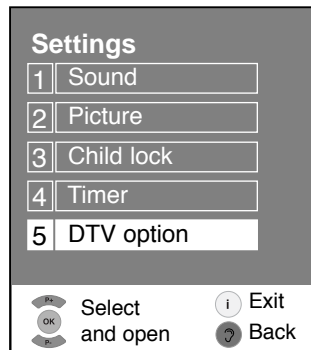 Settings
1 Sound
2 Picture
3 Child lock
4 Timer
5 DTV option
P+
OK
P-
Select
and open
i Exit
Back